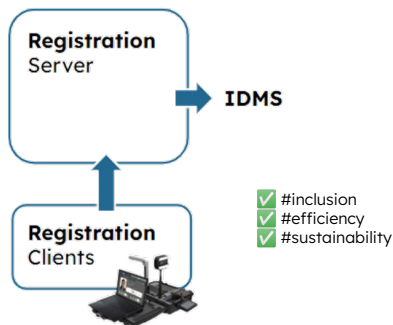 Registration
Server
IDMS
Registration
Clients
✅ #inclusion
✅ #efficiency
✅ #sustainability